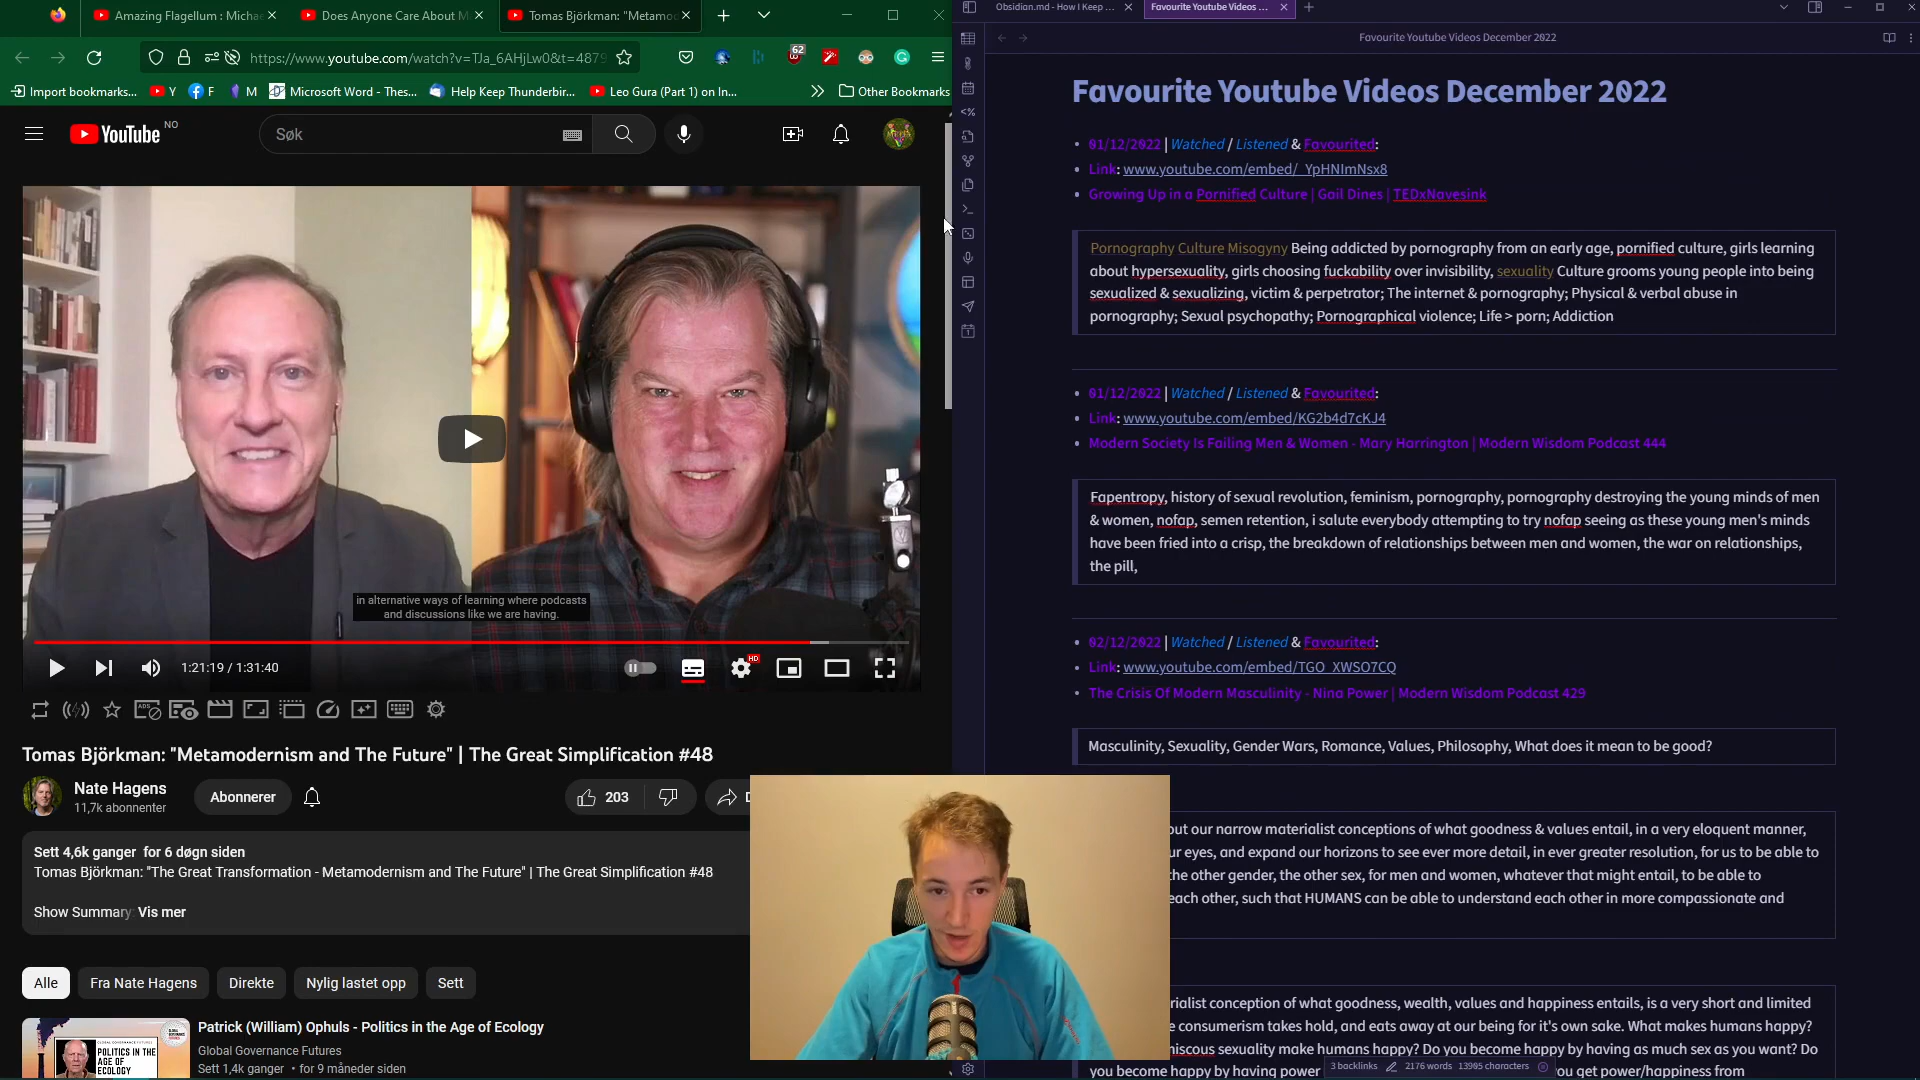 Amazing Flagellum : Michae
Does Anyone Care About M
Tomas Björkman: "Metamod
https://www.youtube.com/watch?v=TJa_6AHjLw0&t=4879
62
Import bookmarks...
Y
F
M
Microsoft Word - Thes...
Help Keep Thunderbir...
Leo Gura (Part 1) on In...
Other Bookmarks
YouTube NO
Søk
in alternative ways of learning where podcasts
and discussions like we are having.
1:21:19 / 1:31:40
HD
Tomas Björkman: "Metamodernism and The Future" | The Great Simplification #48
Nate Hagens
11,7k abonnenter
Abonnerer
203
D
Sett 4,6k ganger for 6 døgn siden
Tomas Björkman: "The Great Transformation - Metamodernism and The Future" | The Great Simplification #48
Show Summary: Vis mer
Alle
Fra Nate Hagens
Direkte
Nylig lastet opp
Sett
POLITICS IN THE
AGE OF
ECOLOGY
Patrick (William) Ophuls - Politics in the Age of Ecology
Global Governance Futures
Sett 1,4k ganger • for 9 måneder siden
Obsidian.md - How I Keep ...
Favourite Youtube Videos ...
Favourite Youtube Videos December 2022
Favourite Youtube Videos December 2022
01/12/2022 | Watched / Listened & Favourited:
Link: www.youtube.com/embed/_YpHNImNsx8
Growing Up in a Pornified Culture | Gail Dines | TEDxNavesink
Pornography Culture Misogyny Being addicted by pornography from an early age, pornified culture, girls learning
about hypersexuality, girls choosing fuckability over invisibility, sexuality Culture grooms young people into being
sexualized & sexualizing, victim & perpetrator; The internet & pornography; Physical & verbal abuse in
pornography; Sexual psychopathy; Pornographical violence; Life > porn; Addiction
01/12/2022 | Watched / Listened & Favourited:
Link: www.youtube.com/embed/KG2b4d7cKJ4
Modern Society Is Failing Men & Women - Mary Harrington | Modern Wisdom Podcast 444
Fapentropy, history of sexual revolution, feminism, pornography, pornography destroying the young minds of men
& women, nofap, semen retention, i salute everybody attempting to try nofap seeing as these young men's minds
have been fried into a crisp, the breakdown of relationships between men and women, the war on relationships,
the pill,
02/12/2022 | Watched / Listened & Favourited:
Link: www.youtube.com/embed/TGO_XWSO7CQ
The Crisis Of Modern Masculinity - Nina Power | Modern Wisdom Podcast 429
Masculinity, Sexuality, Gender Wars, Romance, Values, Philosophy, What does it mean to be good?
out our narrow materialist conceptions of what goodness & values entail, in a very eloquent manner,
ur eyes, and expand our horizons to see ever more detail, in ever greater resolution, for us to be able to
the other gender, the other sex, for men and women, whatever that might entail, to be able to
each other, such that HUMANS can be able to understand each other in more compassionate and
rialist conception of what goodness, wealth, values and happiness entails, is a very short and limited
e consumerism takes hold, and eats away at our being for it's own sake. What makes humans happy?
niscous sexuality make humans happy? Do you become happy by having as much sex as you want? Do
you become happy by having power
you get power/happiness from
3 backlinks
2176 words 13905 characters